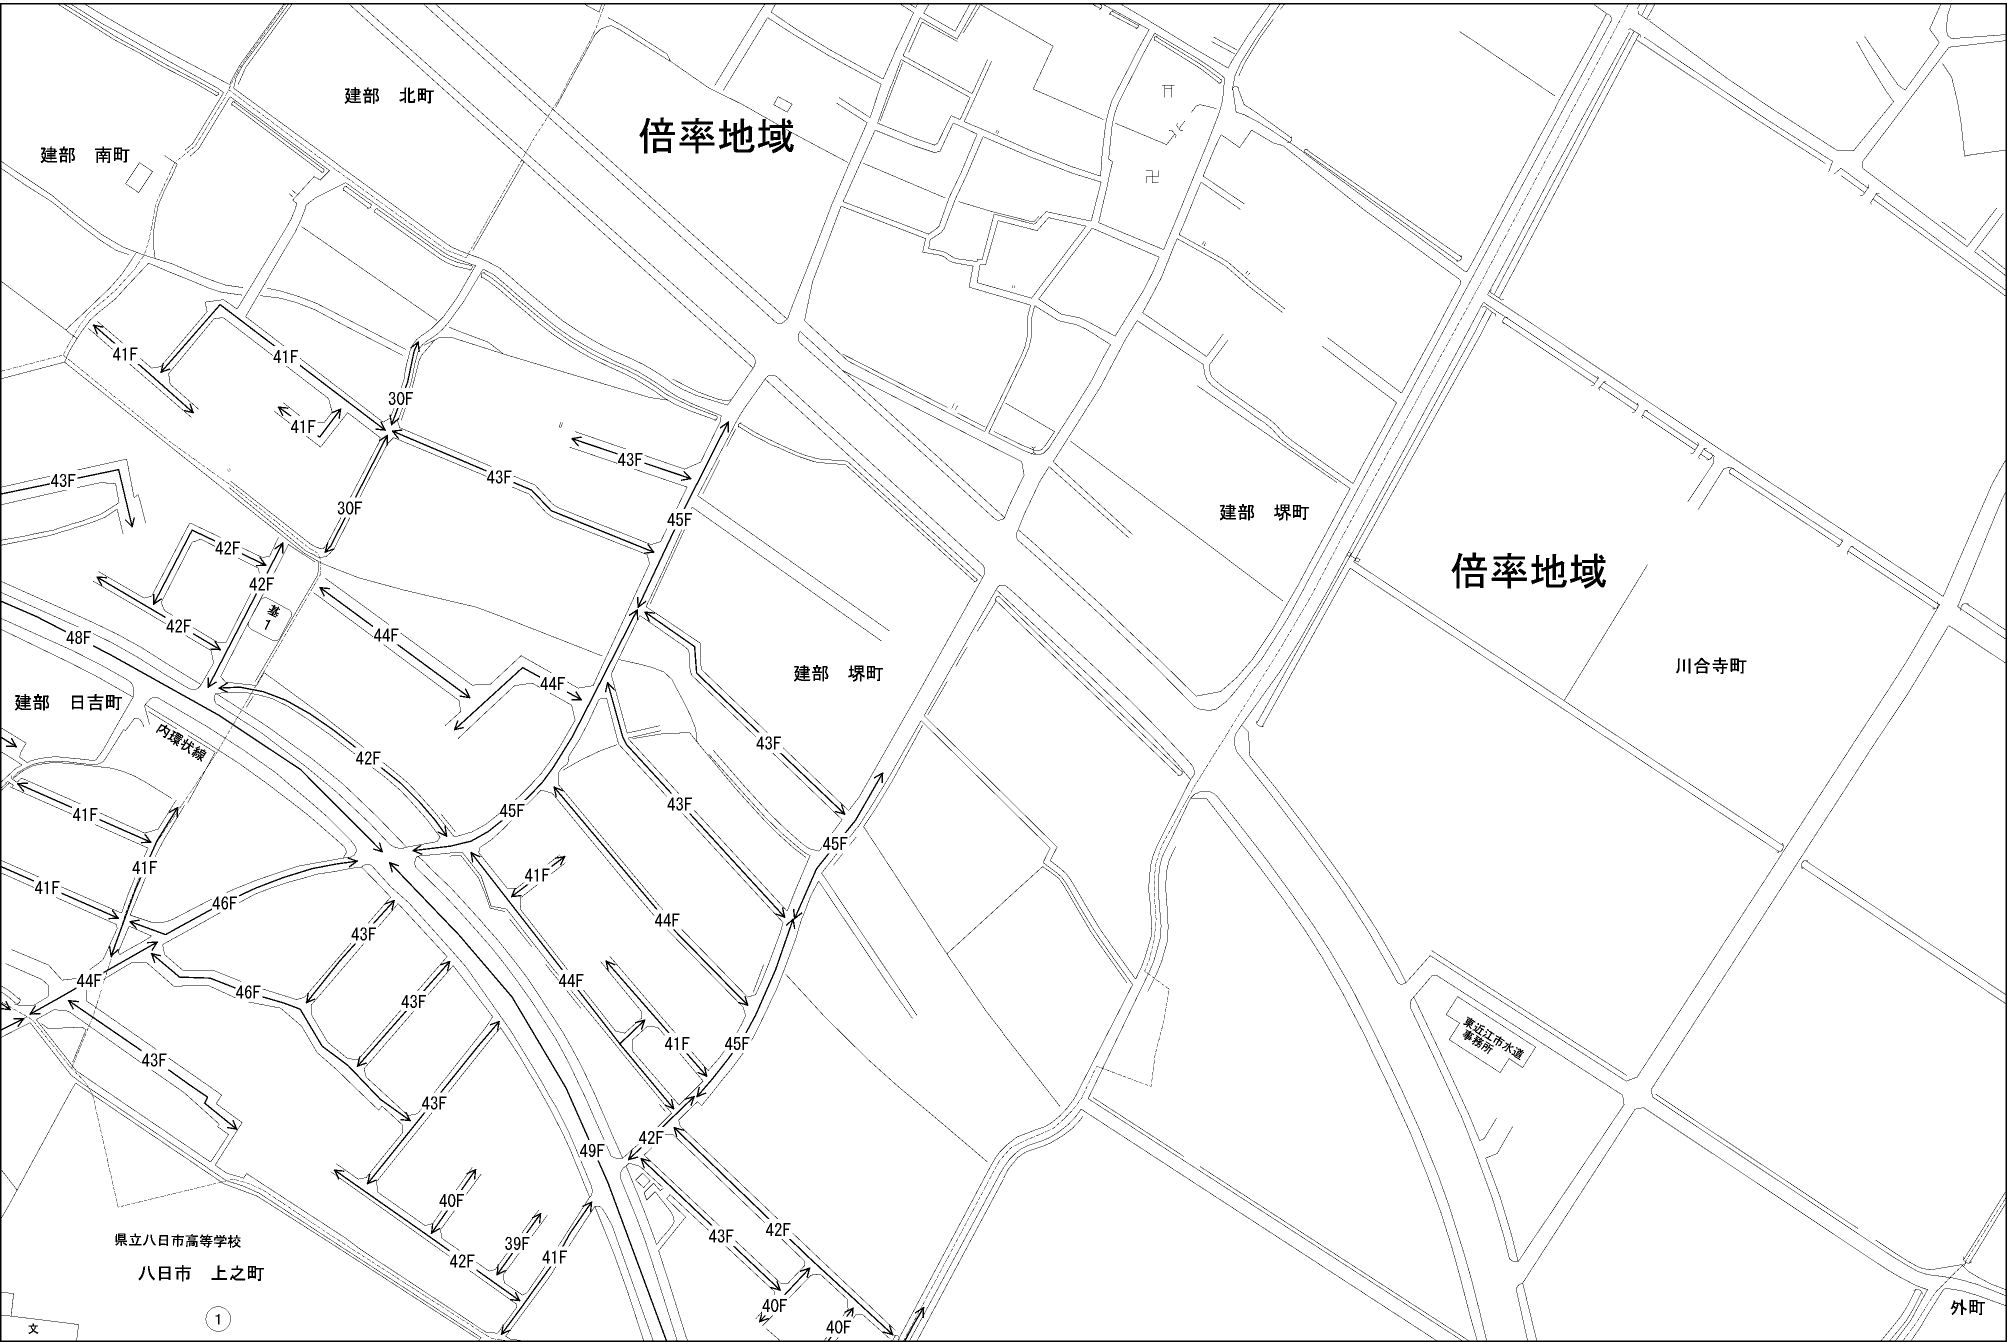 建部　北町
倍率地域
建部　南町
41F
41F
30F
41F
43F
43F
43F
30F
45F
建部　堺町
42F
42F
基
1
倍率地域
42F
44F
48F
川合寺町
建部　堺町
44F
建部　日吉町
内環状線
42F
43F
43F
45F
41F
45F
41F
41F
41F
46F
44F
43F
44F
44F
46F
43F
東近江市水道
事務所
45F
41F
43F
43F
42F
49F
40F
42F
43F
県立八日市高等学校
39F
41F
42F
八日市　上之町
40F
外町
1
40F
文